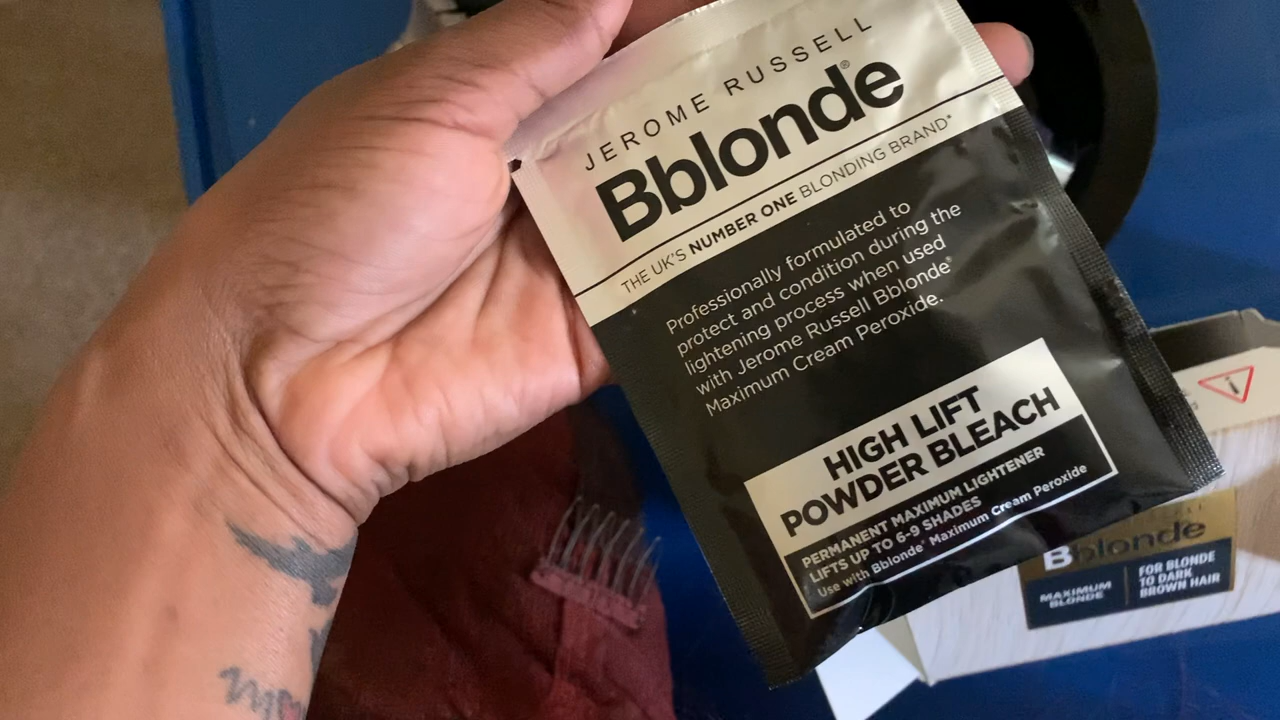 JEROME RUSSELL
Bblonde®
THE UK'S NUMBER ONE BLONDING BRAND*
Professionally formulated to
protect and condition during the
lightening process when used
with Jerome Russell Bblonde®
Maximum Cream Peroxide.
HIGH LIFT
POWDER BLEACH
PERMANENT MAXIMUM LIGHTENER
LIFTS UP TO 6-9 SHADES
Use with Bblonde® Maximum Cream Peroxide
Bblonde
MAXIMUM
BLONDE
FOR BLONDE
TO DARK
BROWN HAIR